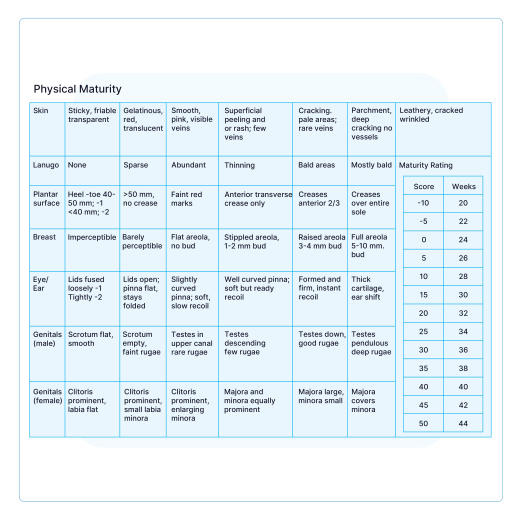 Physical Maturity
Skin
Sticky, friable
transparent
Gelatinous,
red,
translucent
Smooth,
pink, visible
veins
Superficial
peeling and
or rash; few
veins
Cracking.
pale areas;
rare veins
Parchment,
deep
cracking no
vessels
Leathery, cracked
wrinkled
Lanugo
None
Sparse
Abundant
Thinning
Bald areas
Mostly bald
Plantar
surface
Heel -toe 40-
50 mm; -1
<40 mm; -2
>50 mm,
no crease
Faint red
marks
Anterior transverse
crease only
Creases
anterior 2/3
Creases
over entire
sole
Breast
Imperceptible
Barely
perceptible
Flat areola,
no bud
Stippled areola,
1-2 mm bud
Raised areola
3-4 mm bud
Full areola
5-10 mm.
bud
Eye/
Ear
Lids fused
loosely -1
Tightly -2
Lids open;
pinna flat,
stays
folded
Slightly
curved
pinna; soft,
slow recoil
Well curved pinna;
soft but ready
recoil
Formed and
firm, instant
recoil
Thick
cartilage,
ear shift
Genitals
(male)
Scrotum flat,
smooth
Scrotum
empty,
faint rugae
Testes in
upper canal
rare rugae
Testes
descending
few rugae
Testes down,
good rugae
Testes
pendulous
deep rugae
Genitals
(female)
Clitoris
prominent,
labia flat
Clitoris
prominent,
small labia
minora
Clitoris
prominent,
enlarging
minora
Majora and
minora equally
prominent
Majora large,
minora small
Majora
covers
minora
Maturity Rating
Score Weeks
-10 20
-5 22
0 24
5 26
10 28
15 30
20 32
25 34
30 36
35 38
40 40
45 42
50 44